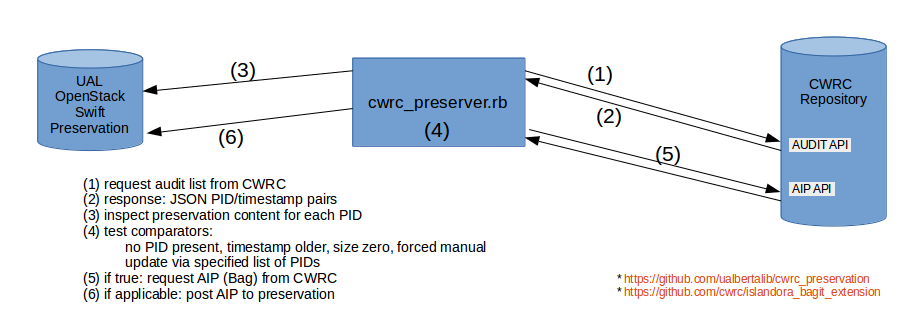 UAL
OpenStack
Swift
Preservation
(3)
(6)
cwrc_preserver.rb
(4)
(1)
(2)
(5)
CWRC
Repository
AUDIT API
AIP API
(1) request audit list from CWRC
(2) response: JSON PID/timestamp pairs
(3) inspect preservation content for each PID
(4) test comparators:
no PID present, timestamp older, size zero, forced manual
update via specified list of PIDs
(5) if true: request AIP (Bag) from CWRC
(6) if applicable: post AIP to preservation
* https://github.com/ualbertalib/cwrc_preservation
* https://github.com/cwrc/islandora_bagit_extension